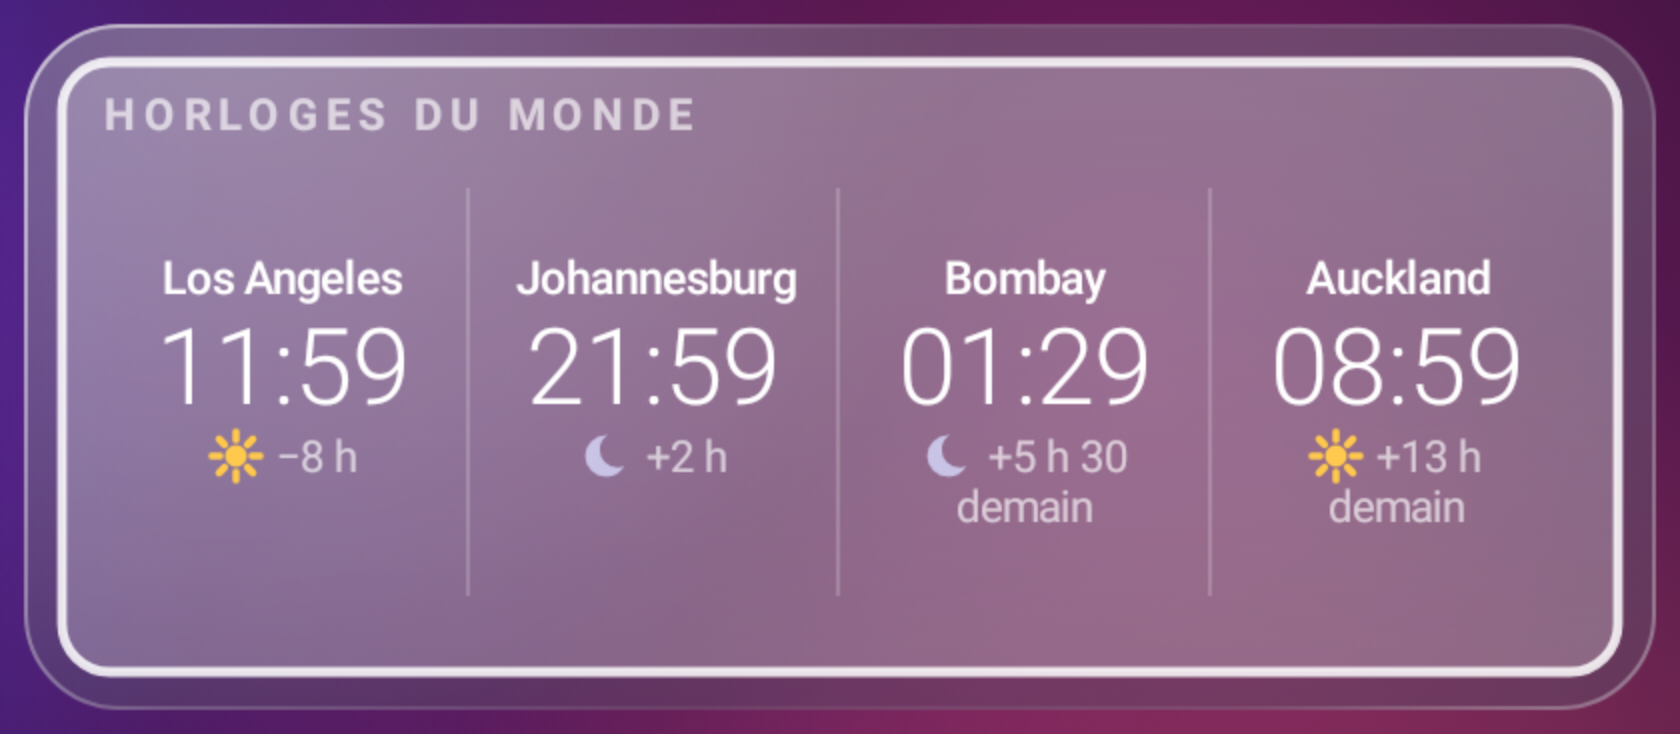 HORLOGES DU MONDE
Los Angeles
11:59
−8 h
Johannesburg
21:59
+2 h
Bombay
01:29
+5 h 30
demain
Auckland
08:59
+13 h
demain